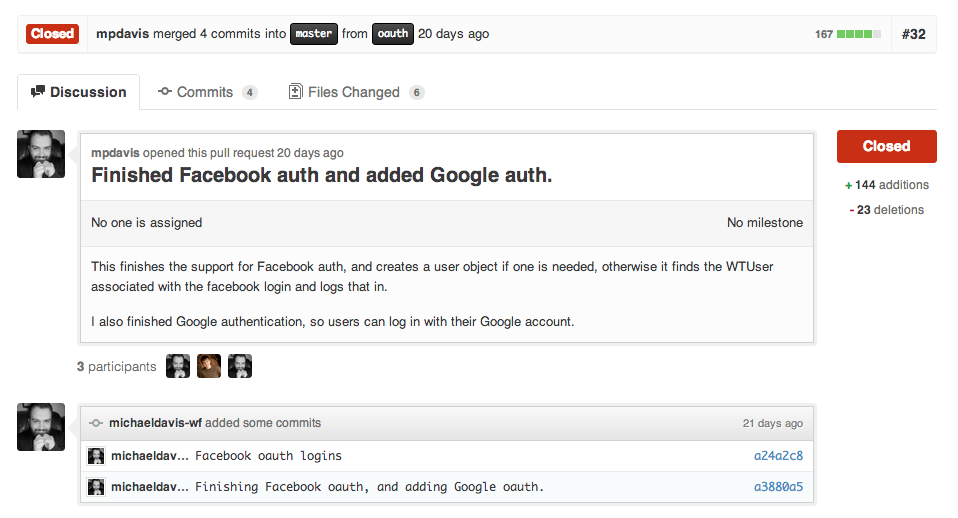 Closed mpdavis merged 4 commits into master from oauth 20 days ago 167 #32
Discussion Commits 4 Files Changed 6
mpdavis opened this pull request 20 days ago
Finished Facebook auth and added Google auth.
No one is assigned No milestone
This finishes the support for Facebook auth, and creates a user object if one is needed, otherwise it finds the WTUser
associated with the facebook login and logs that in.
I also finished Google authentication, so users can log in with their Google account.
Closed
+ 144 additions
- 23 deletions
3 participants
michaeldavis-wf added some commits 21 days ago
michaeldav... Facebook oauth logins a24a2c8
michaeldav... Finishing Facebook oauth, and adding Google oauth. a3880a5